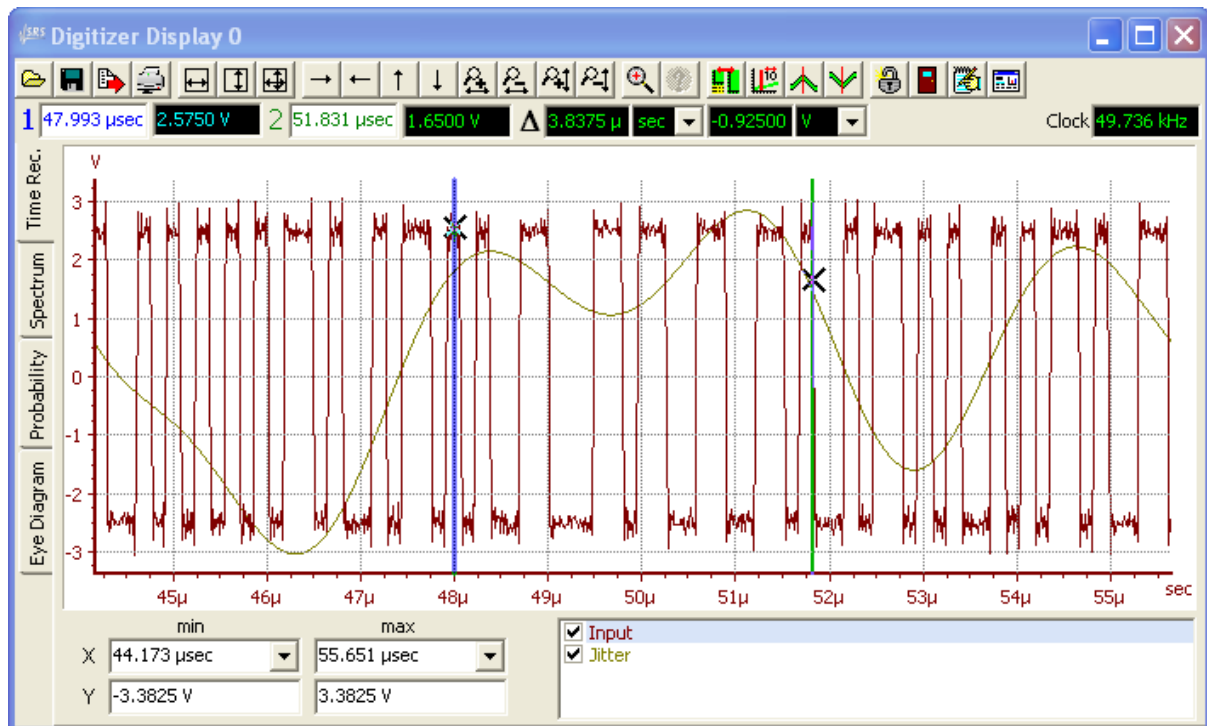 SRS Digitizer Display 0
1 47.993 µsec 2.5750 V 2 51.831 µsec 1.6500 V Δ 3.8375 µ sec -0.92500 V Clock 49.736 kHz
Time Rec.
Spectrum
Probability
Eye Diagram
V
3
2
1
0
-1
-2
-3
45µ 46µ 47µ 48µ 49µ 50µ 51µ 52µ 53µ 54µ 55µ sec
min max
X 44.173 µsec 55.651 µsec
Y -3.3825 V 3.3825 V
Input
Jitter